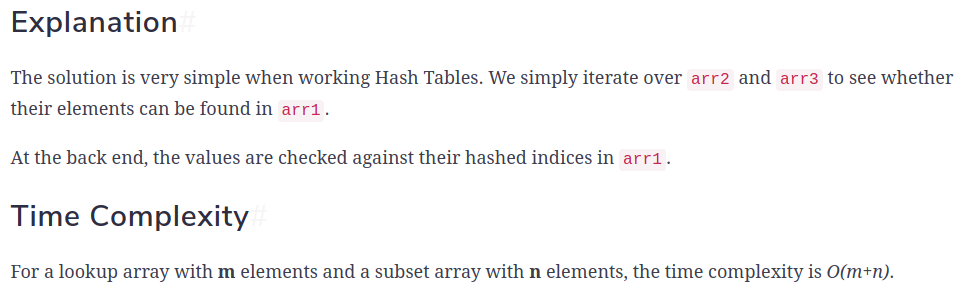 Explanation#
The solution is very simple when working Hash Tables. We simply iterate over arr2 and arr3 to see whether
their elements can be found in arr1.
At the back end, the values are checked against their hashed indices in arr1.
Time Complexity#
For a lookup array with m elements and a subset array with n elements, the time complexity is O(m+n).